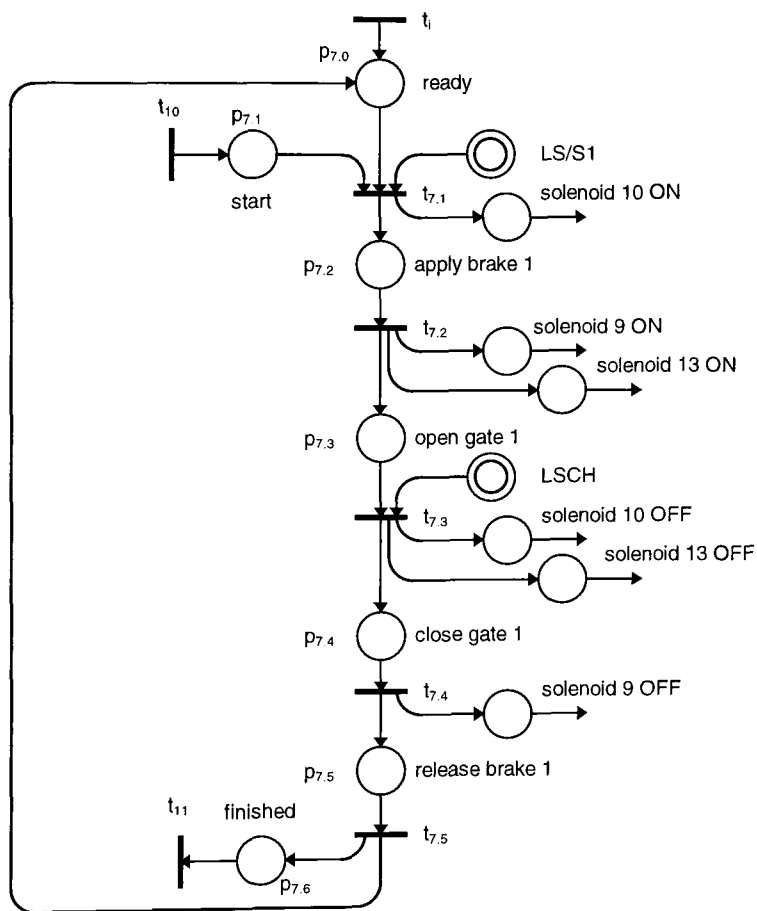 tᵢ
p₇.₀
ready
t₁₀
p₇.₁
LS/S1
start
t₇.₁
solenoid 10 ON
p₇.₂
apply brake 1
t₇.₂
solenoid 9 ON
solenoid 13 ON
p₇.₃
open gate 1
LSCH
t₇.₃
solenoid 10 OFF
solenoid 13 OFF
p₇.₄
close gate 1
t₇.₄
solenoid 9 OFF
p₇.₅
release brake 1
t₁₁
finished
t₇.₅
p₇.₆